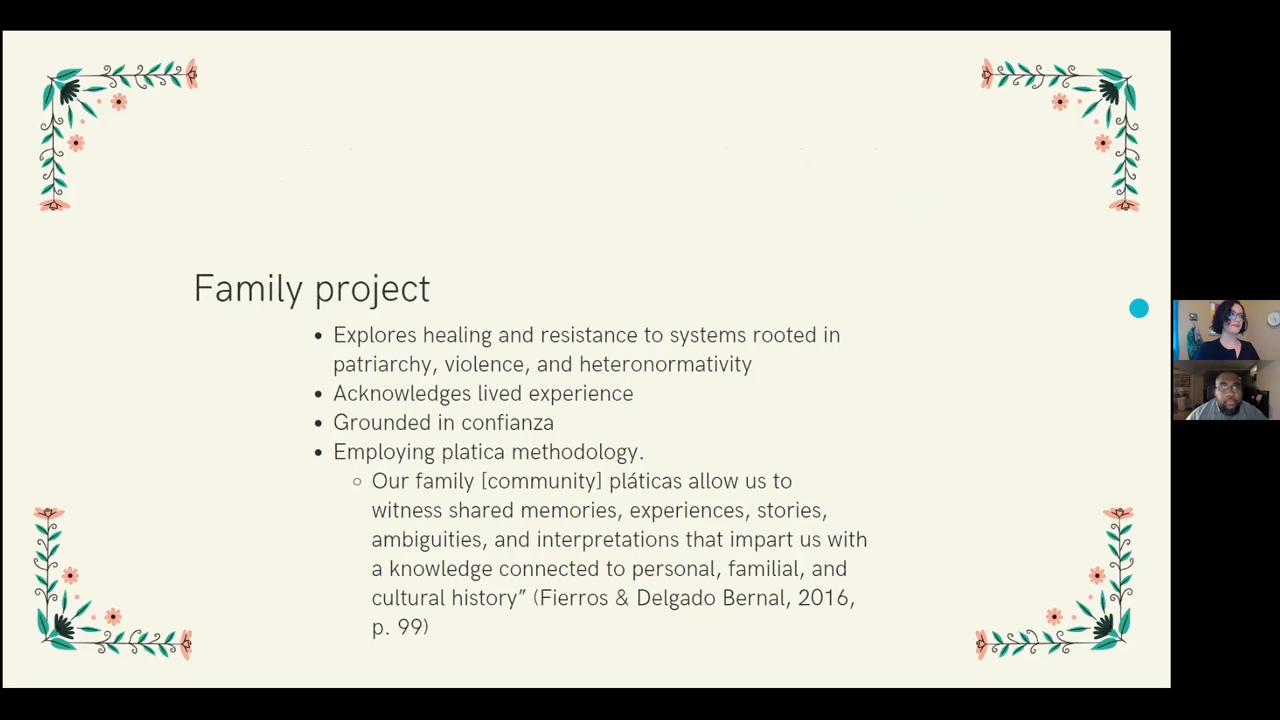 Family project
• Explores healing and resistance to systems rooted in
patriarchy, violence, and heteronormativity
• Acknowledges lived experience
• Grounded in confianza
• Employing platica methodology.
○ Our family [community] pláticas allow us to
witness shared memories, experiences, stories,
ambiguities, and interpretations that impart us with
a knowledge connected to personal, familial, and
cultural history” (Fierros & Delgado Bernal, 2016,
p. 99)